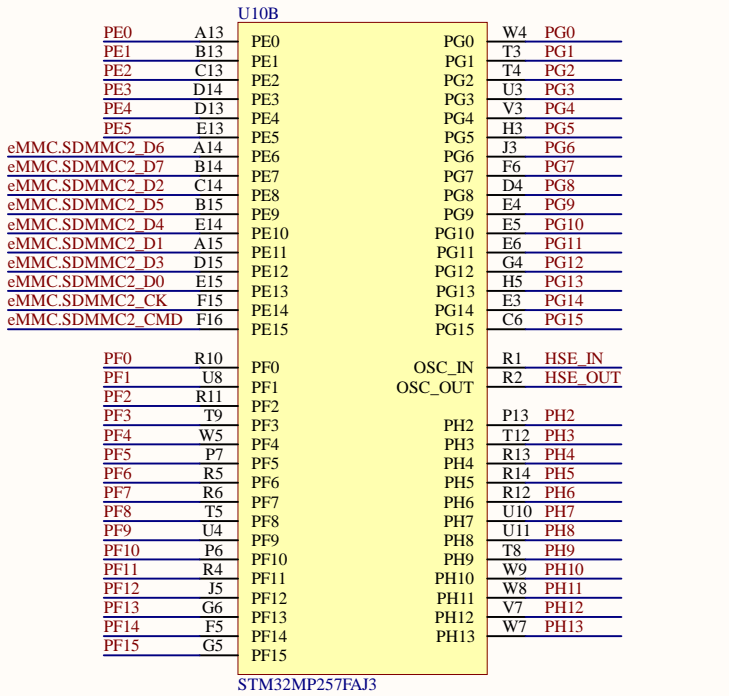 U10B
PE0 A13 PE0 PG0 W4 PG0
PE1 B13 PE1 PG1 T3 PG1
PE2 C13 PE2 PG2 T4 PG2
PE3 D14 PE3 PG3 U3 PG3
PE4 D13 PE4 PG4 V3 PG4
PE5 E13 PE5 PG5 H3 PG5
eMMC.SDMMC2_D6 A14 PE6 PG6 J3 PG6
eMMC.SDMMC2_D7 B14 PE7 PG7 F6 PG7
eMMC.SDMMC2_D2 C14 PE8 PG8 D4 PG8
eMMC.SDMMC2_D5 B15 PE9 PG9 E4 PG9
eMMC.SDMMC2_D4 E14 PE10 PG10 E5 PG10
eMMC.SDMMC2_D1 A15 PE11 PG11 E6 PG11
eMMC.SDMMC2_D3 D15 PE12 PG12 G4 PG12
eMMC.SDMMC2_D0 E15 PE13 PG13 H5 PG13
eMMC.SDMMC2_CK F15 PE14 PG14 E3 PG14
eMMC.SDMMC2_CMD F16 PE15 PG15 C6 PG15
PF0 R10 PF0 OSC_IN R1 HSE_IN
PF1 U8 PF1 OSC_OUT R2 HSE_OUT
PF2 R11 PF2
PF3 T9 PF3 PH2 P13 PH2
PF4 W5 PF4 PH3 T12 PH3
PF5 P7 PF5 PH4 R13 PH4
PF6 R5 PF6 PH5 R14 PH5
PF7 R6 PF7 PH6 R12 PH6
PF8 T5 PF8 PH7 U10 PH7
PF9 U4 PF9 PH8 U11 PH8
PF10 P6 PF10 PH9 T8 PH9
PF11 R4 PF11 PH10 W9 PH10
PF12 J5 PF12 PH11 W8 PH11
PF13 G6 PF13 PH12 V7 PH12
PF14 F5 PF14 PH13 W7 PH13
PF15 G5 PF15
STM32MP257FAJ3